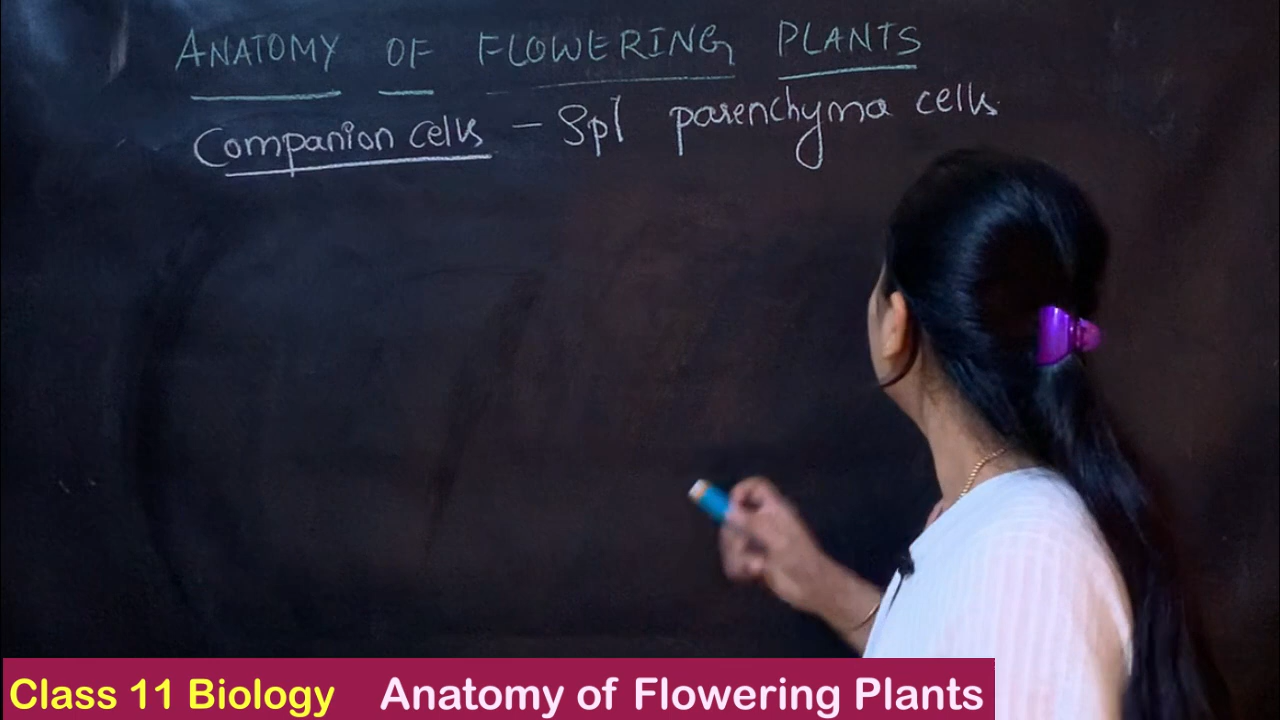 ANATOMY OF FLOWERING PLANTS
Companion cells - Spl parenchyma cells
Class 11 Biology Anatomy of Flowering Plants